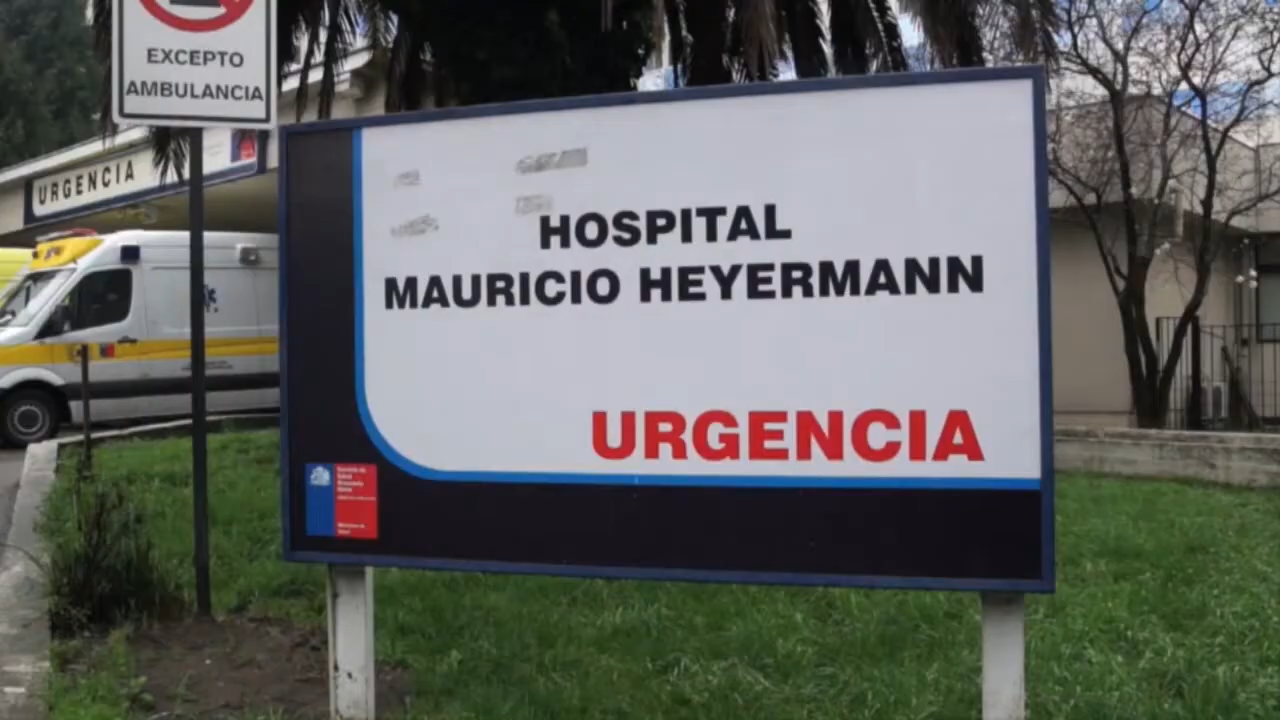 EXCEPTO
AMBULANCIA
URGENCIA
HOSPITAL
MAURICIO HEYERMANN
URGENCIA